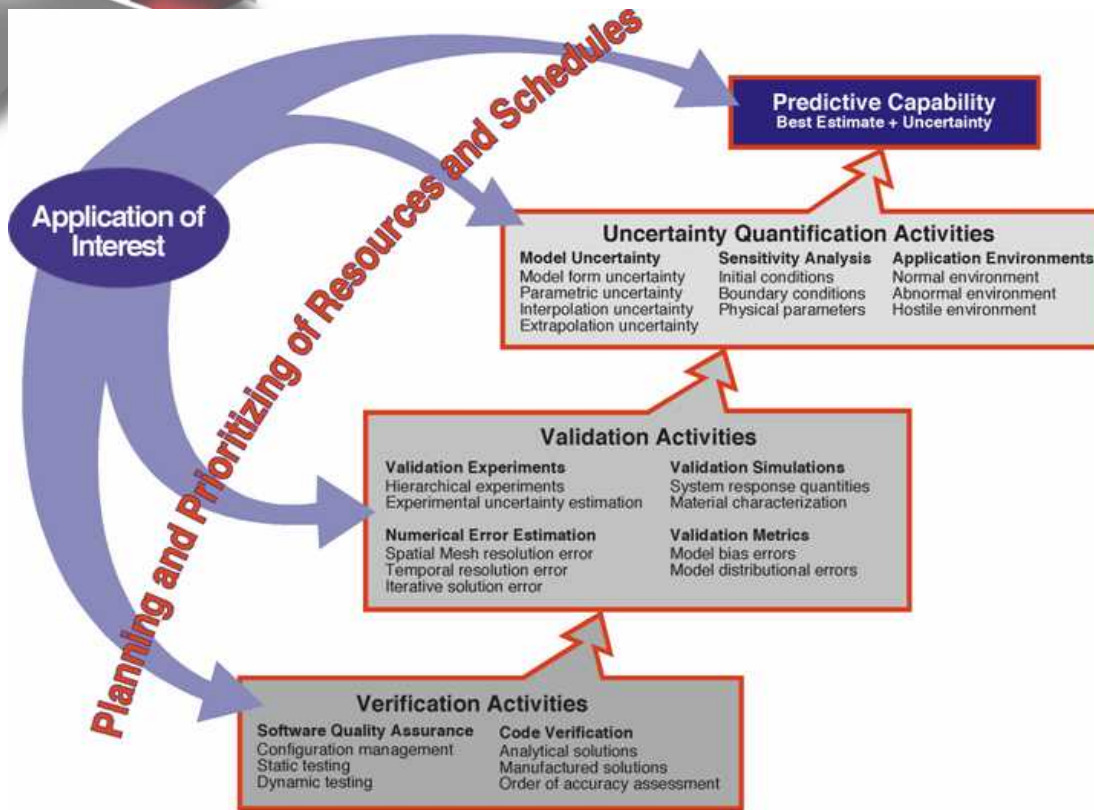 Planning and Prioritizing of Resources and Schedules
Application of
Interest
Predictive Capability
Best Estimate + Uncertainty
Uncertainty Quantification Activities
Model Uncertainty
Model form uncertainty
Parametric uncertainty
Interpolation uncertainty
Extrapolation uncertainty
Sensitivity Analysis
Initial conditions
Boundary conditions
Physical parameters
Application Environments
Normal environment
Abnormal environment
Hostile environment
Validation Activities
Validation Experiments
Hierarchical experiments
Experimental uncertainty estimation
Validation Simulations
System response quantities
Material characterization
Numerical Error Estimation
Spatial Mesh resolution error
Temporal resolution error
Iterative solution error
Validation Metrics
Model bias errors
Model distributional errors
Verification Activities
Software Quality Assurance
Configuration management
Static testing
Dynamic testing
Code Verification
Analytical solutions
Manufactured solutions
Order of accuracy assessment